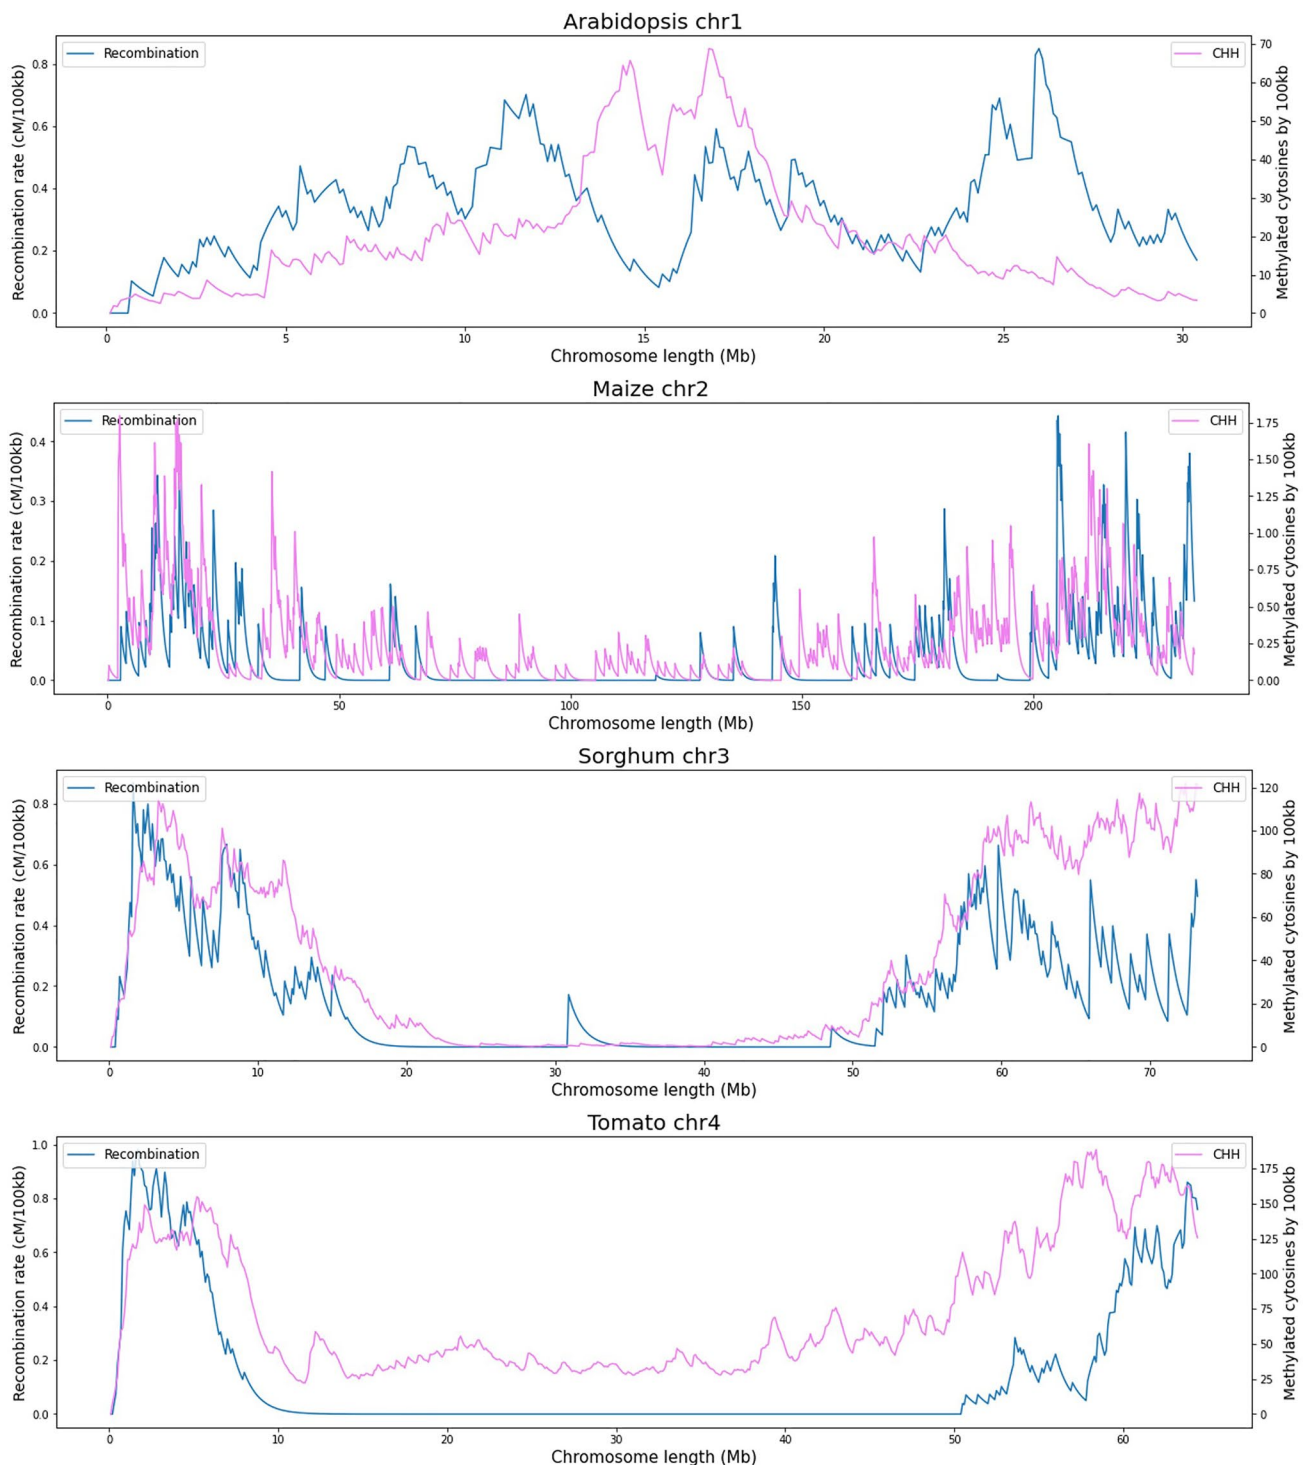 Arabidopsis chr1
Recombination
CHH
Recombination rate (cM/100kb)
0.8
0.6
0.4
0.2
0.0
70
60
50
40
30
20
10
0
Methylated cytosines by 100kb
0 5 10 15 20 25 30
Chromosome length (Mb)
Maize chr2
Recombination
CHH
Recombination rate (cM/100kb)
0.4
0.3
0.2
0.1
0.0
1.75
1.50
1.25
1.00
0.75
0.50
0.25
0.00
Methylated cytosines by 100kb
0 50 100 150 200
Chromosome length (Mb)
Sorghum chr3
Recombination
CHH
Recombination rate (cM/100kb)
0.8
0.6
0.4
0.2
0.0
120
100
80
60
40
20
0
Methylated cytosines by 100kb
0 10 20 30 40 50 60 70
Chromosome length (Mb)
Tomato chr4
Recombination
CHH
Recombination rate (cM/100kb)
1.0
0.8
0.6
0.4
0.2
0.0
175
150
125
100
75
50
25
0
Methylated cytosines by 100kb
0 10 20 30 40 50 60
Chromosome length (Mb)